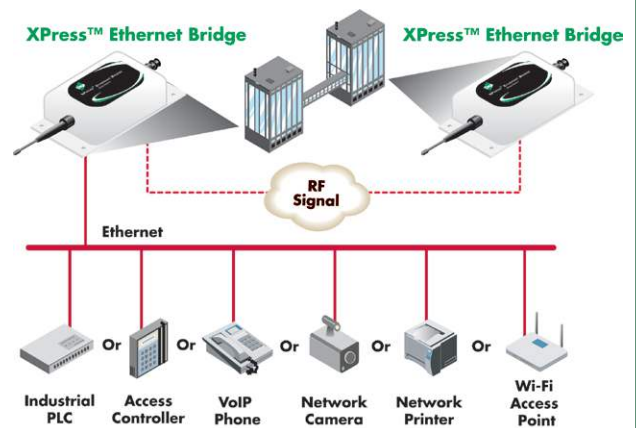 XPress™ Ethernet Bridge
XPress™ Ethernet Bridge
RF
Signal
Ethernet
Or Or Or Or Or
Industrial
PLC
Access
Controller
VoIP
Phone
Network
Camera
Network
Printer
Wi-Fi
Access
Point